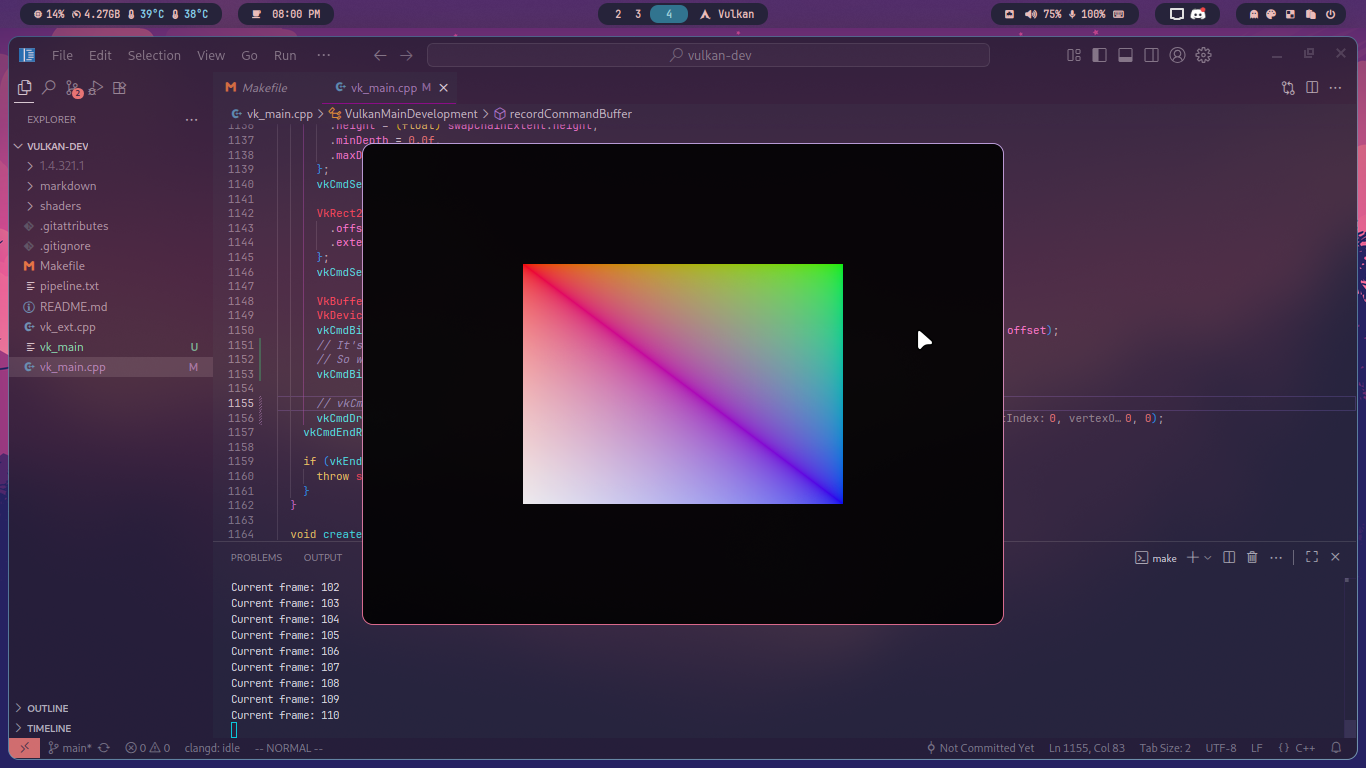 14% 4.27GB 39°C 38°C
08:00 PM
2 3 4 Vulkan
75% 100%
File Edit Selection View Go Run ···
vulkan-dev
2
Makefile
vk_main.cpp M
EXPLORER ···
vk_main.cpp > VulkanMainDevelopment > recordCommandBuffer
VULKAN-DEV
1.4.321.1
markdown
shaders
.gitattributes
.gitignore
Makefile
pipeline.txt
README.md
vk_ext.cpp
vk_main U
vk_main.cpp M
OUTLINE
TIMELINE
1136 .height = (float) swapChainExtent.height,
1137 .minDepth = 0.0f,
1138 .maxD
1139 };
1140 vkCmdSe
1141
1142 VkRect2
1143 .offs
1144 .exte
1145 };
1146 vkCmdSe
1147
1148 VkBuffe
1149 VkDevic
1150 vkCmdBi offset);
1151 // It's
1152 // So w
1153 vkCmdBi
1154
1155 // vkCm
1156 vkCmdDr tIndex: 0, vertexO… 0, 0);
1157 vkCmdEndR
1158
1159 if (vkEnd
1160 throw s
1161 }
1162 }
1163
1164 void create
PROBLEMS OUTPUT
make
Current frame: 102
Current frame: 103
Current frame: 104
Current frame: 105
Current frame: 106
Current frame: 107
Current frame: 108
Current frame: 109
Current frame: 110
main* 0 0 clangd: idle -- NORMAL --
Not Committed Yet Ln 1155, Col 83 Tab Size: 2 UTF-8 LF {} C++